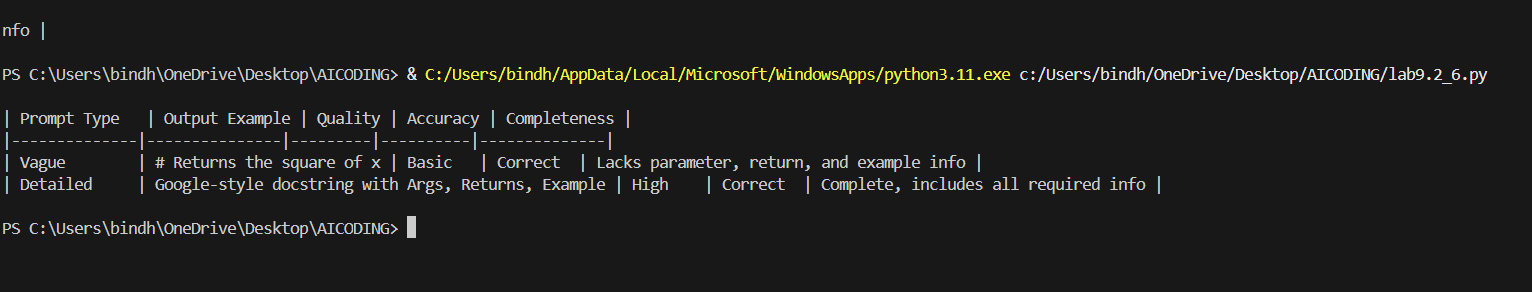 nfo |
PS C:\Users\bindh\OneDrive\Desktop\AICODING> & C:/Users/bindh/AppData/Local/Microsoft/WindowsApps/python3.11.exe c:/Users/bindh/OneDrive/Desktop/AICODING/lab9.2_6.py
| Prompt Type   | Output Example | Quality | Accuracy | Completeness |
|--------------|---------------|---------|----------|--------------|
| Vague        | # Returns the square of x | Basic   | Correct  | Lacks parameter, return, and example info |
| Detailed     | Google-style docstring with Args, Returns, Example | High    | Correct  | Complete, includes all required info |
PS C:\Users\bindh\OneDrive\Desktop\AICODING>